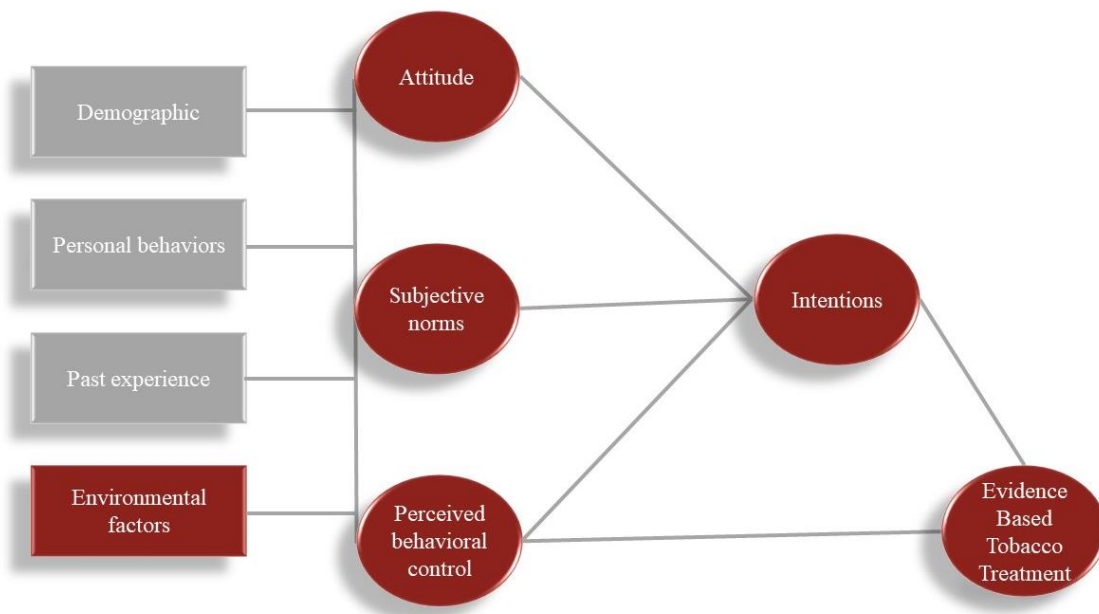 Demographic
Personal behaviors
Past experience
Environmental
factors
Attitude
Subjective
norms
Perceived
behavioral
control
Intentions
Evidence
Based
Tobacco
Treatment